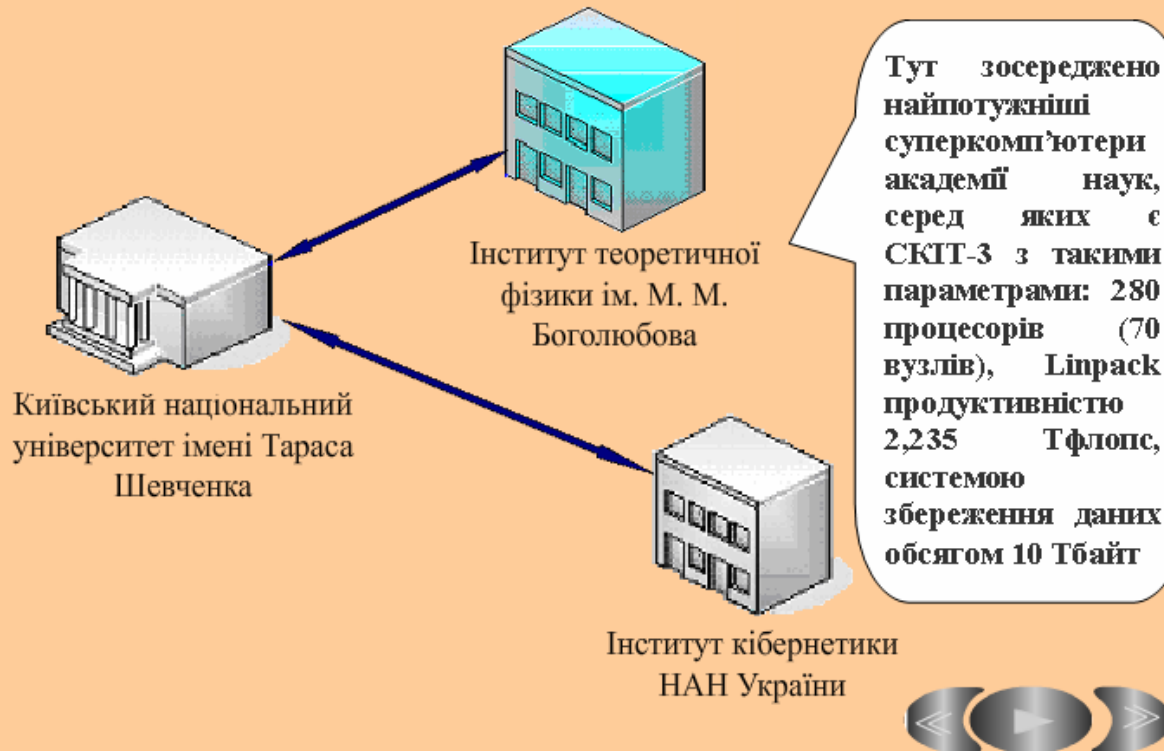 Інститут теоретичної
фізики ім. М. М.
Боголюбова
Київський національний
університет імені Тараса
Шевченка
Інститут кібернетики
НАН України
Тут зосереджено
найпотужніші
суперкомп’ютери
академії наук,
серед яких є
СКІТ-3 з такими
параметрами: 280
процесорів (70
вузлів), Linpack
продуктивністю
2,235 Тфлопс,
системою
збереження даних
обсягом 10 Тбайт